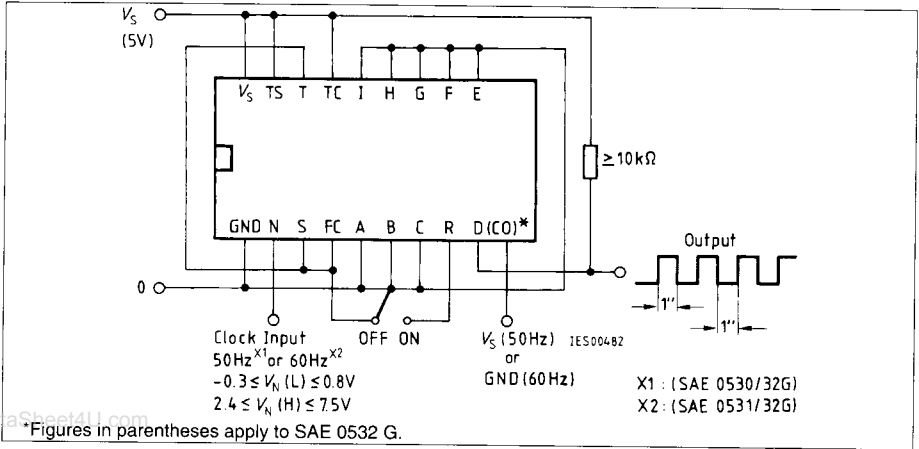 V_S
(5V)
V_S TS T TC I H G F E
≥10kΩ
GND N S FC A B C R D (CO)*
Output
0
1"
1"
Clock Input
50Hz^X1 or 60Hz^X2
-0.3 ≤ V_N (L) ≤ 0.8V
2.4 ≤ V_N (H) ≤ 7.5V
OFF ON
V_S (50Hz)
or
GND (60Hz)
IES00482
X1 : (SAE 0530/32G)
X2 : (SAE 0531/32G)
taSheet4U.com
*Figures in parentheses apply to SAE 0532 G.